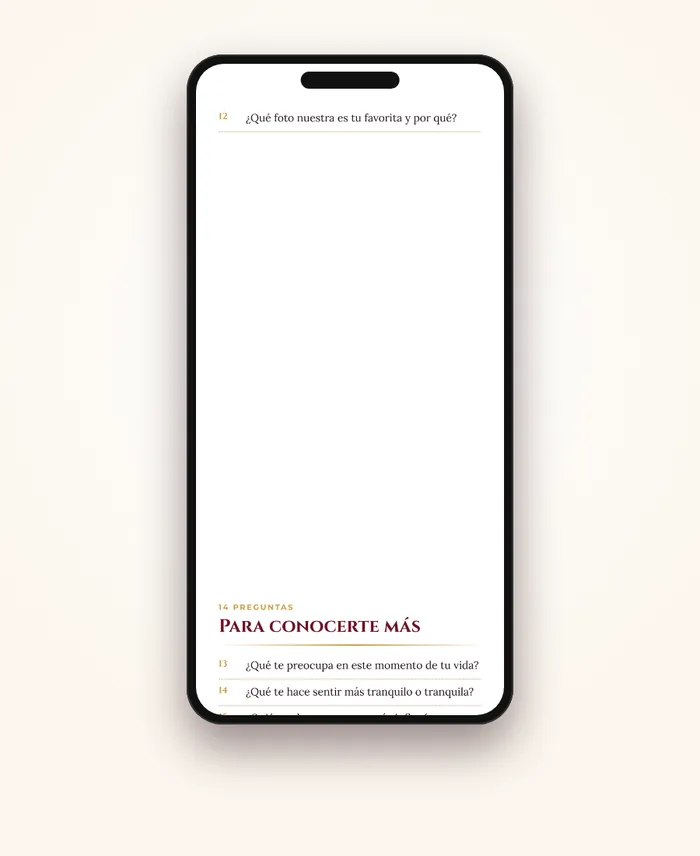 12 ¿Qué foto nuestra es tu favorita y por qué?
14 PREGUNTAS
PARA CONOCERTE MÁS
13 ¿Qué te preocupa en este momento de tu vida?
14 ¿Qué te hace sentir más tranquilo o tranquila?